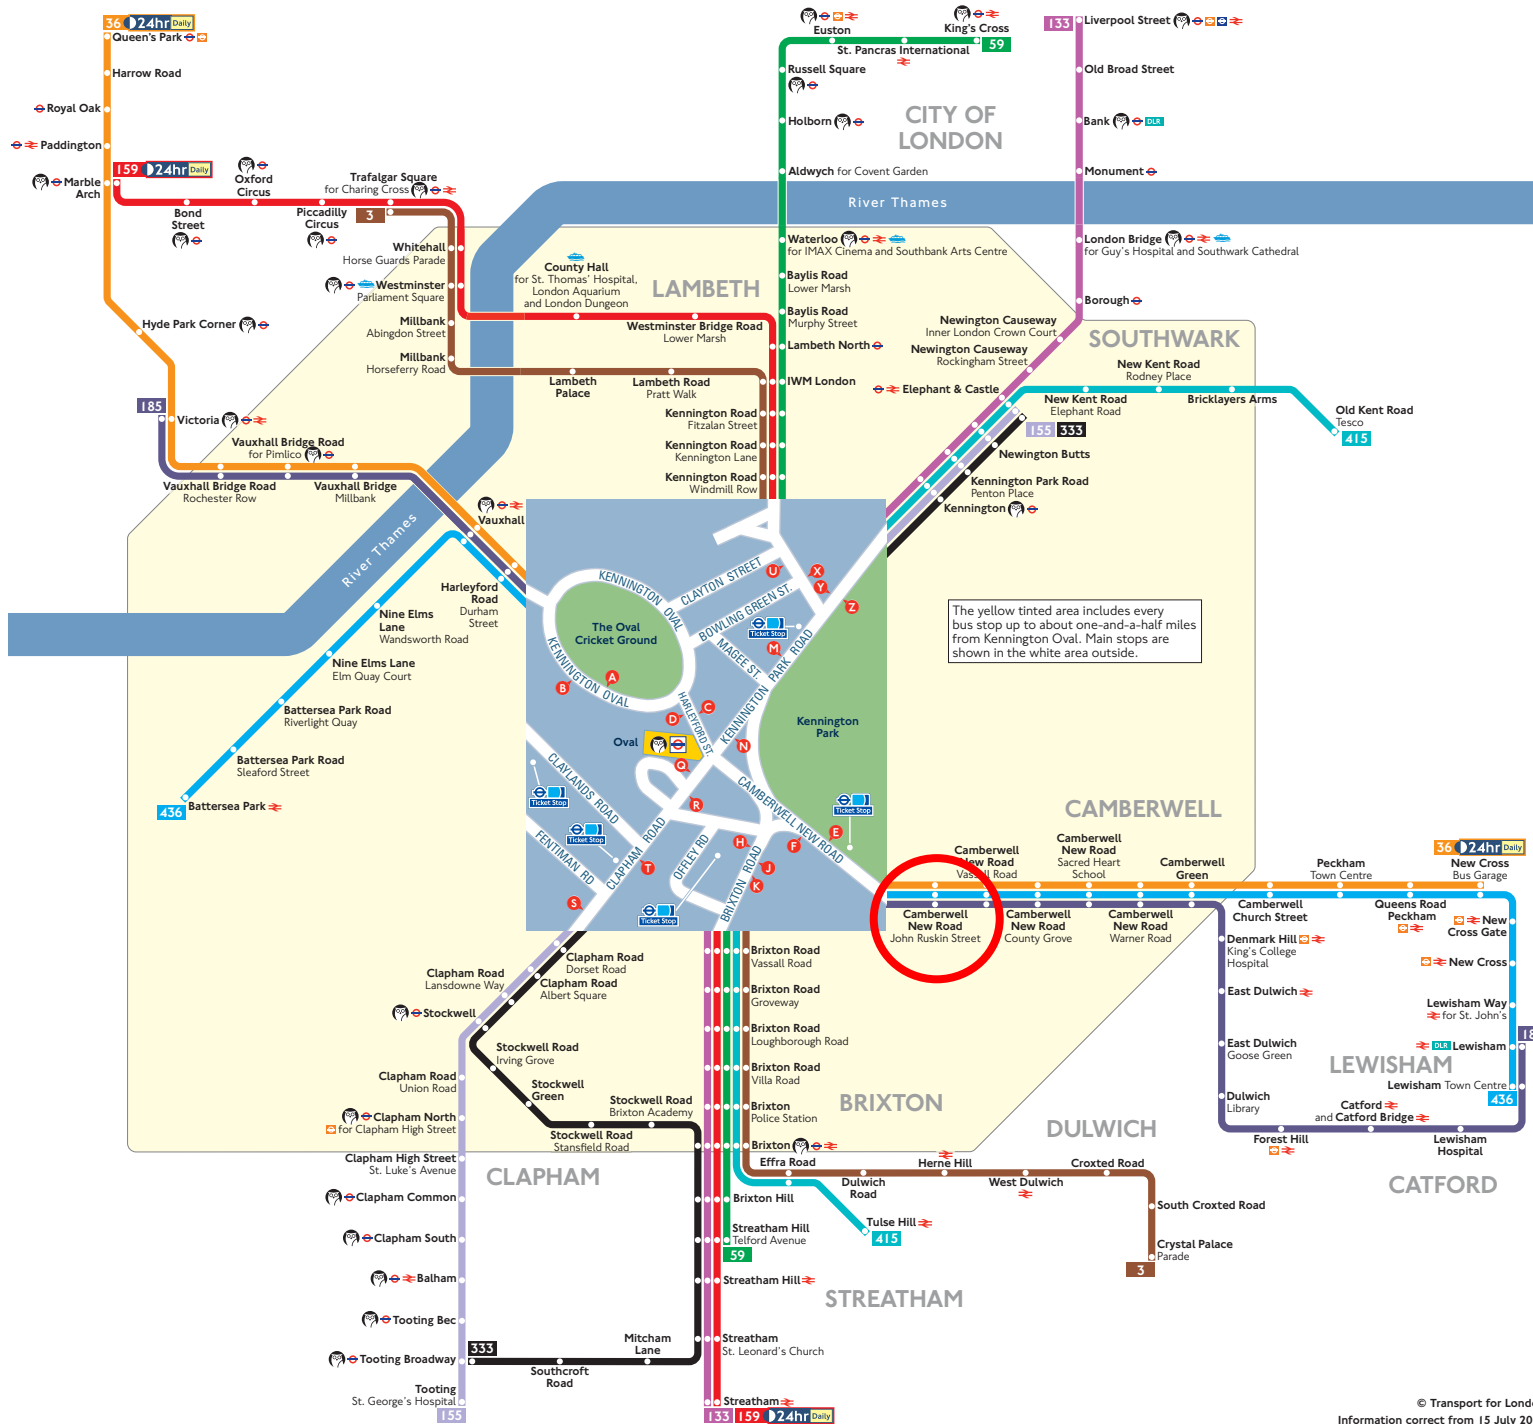 36 24hr Daily
Queen's Park
Harrow Road
Royal Oak
Paddington
Marble
Arch
159 24hr Daily
Bond
Street
Oxford
Circus
Piccadilly
Circus
Trafalgar Square
for Charing Cross
3
Whitehall
Horse Guards Parade
Westminster
Parliament Square
Millbank
Abingdon Street
Millbank
Horseferry Road
Hyde Park Corner
185
Victoria
Vauxhall Bridge Road
for Pimlico
Vauxhall Bridge Road
Rochester Row
Vauxhall Bridge
Millbank
Vauxhall
River Thames
Harleyford
Road
Durham
Street
Nine Elms
Lane
Wandsworth Road
Nine Elms Lane
Elm Quay Court
Battersea Park Road
Riverlight Quay
Battersea Park Road
Sleaford Street
436
Battersea Park
County Hall
for St. Thomas' Hospital,
London Aquarium
and London Dungeon
LAMBETH
Westminster Bridge Road
Lower Marsh
Lambeth
Palace
Lambeth Road
Pratt Walk
Kennington Road
Fitzalan Street
Kennington Road
Kennington Lane
Kennington Road
Windmill Row
Euston
King's Cross
St. Pancras International
59
Russell Square
Holborn
CITY OF
LONDON
Aldwych for Covent Garden
River Thames
Waterloo
for IMAX Cinema and Southbank Arts Centre
Baylis Road
Lower Marsh
Baylis Road
Murphy Street
Lambeth North
IWM London
133
Liverpool Street
Old Broad Street
Bank
DLR
Monument
London Bridge
for Guy's Hospital and Southwark Cathedral
Borough
Newington Causeway
Inner London Crown Court
Newington Causeway
Rockingham Street
Elephant & Castle
SOUTHWARK
New Kent Road
Rodney Place
New Kent Road
Elephant Road
Bricklayers Arms
Old Kent Road
Tesco
415
155 333
Newington Butts
Kennington Park Road
Penton Place
Kennington
The yellow tinted area includes every
bus stop up to about one-and-a-half miles
from Kennington Oval. Main stops are
shown in the white area outside.
KENNINGTON OVAL
CLAYTON STREET
BOWLING GREEN ST.
MAGEE ST.
KENNINGTON PARK ROAD
The Oval
Cricket Ground
KENNINGTON OVAL
HARLEYFORD ST.
U
X
Y
Z
M
Ticket Stop
A
B
C
D
N
Q
R
Oval
Kennington
Park
CLAYLANDS ROAD
FENTIMAN RD
CLAPHAM ROAD
OFFLEY RD
BRIXTON ROAD
CAMBERWELL NEW ROAD
Ticket Stop
Ticket Stop
Ticket Stop
Ticket Stop
E
F
H
J
K
T
S
CAMBERWELL
Camberwell
New Road
Vassall Road
Camberwell
New Road
Sacred Heart
School
Camberwell
Green
Camberwell
New Road
John Ruskin Street
Camberwell
New Road
County Grove
Camberwell
New Road
Warner Road
Peckham
Town Centre
36 24hr Daily
New Cross
Bus Garage
Camberwell
Church Street
Queens Road
Peckham
New
Cross Gate
New Cross
Lewisham Way
for St. John's
DLR Lewisham
18
Lewisham Town Centre
436
LEWISHAM
Denmark Hill
King's College
Hospital
East Dulwich
East Dulwich
Goose Green
Dulwich
Library
Forest Hill
Catford
and Catford Bridge
Lewisham
Hospital
CATFORD
Clapham Road
Dorset Road
Clapham Road
Lansdowne Way
Clapham Road
Albert Square
Stockwell
Stockwell Road
Irving Grove
Stockwell
Green
Clapham Road
Union Road
Clapham North
for Clapham High Street
Stockwell Road
Brixton Academy
Stockwell Road
Stansfield Road
Clapham High Street
St. Luke's Avenue
CLAPHAM
Clapham Common
Clapham South
Balham
Tooting Bec
333
Tooting Broadway
Southcroft
Road
Mitcham
Lane
Tooting
St. George's Hospital
155
Brixton Road
Vassall Road
Brixton Road
Groveway
Brixton Road
Loughborough Road
Brixton Road
Villa Road
Brixton
Police Station
Brixton
BRIXTON
DULWICH
Effra Road
Dulwich
Road
Herne Hill
West Dulwich
Croxted Road
South Croxted Road
Crystal Palace
Parade
3
Tulse Hill
415
Brixton Hill
Streatham Hill
Telford Avenue
59
Streatham Hill
STREATHAM
Streatham
St. Leonard's Church
Streatham
133 159 24hr Daily
© Transport for Lond
Information correct from 15 July 20